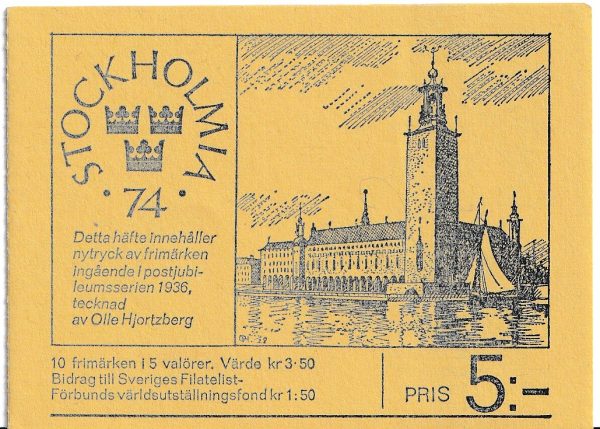 STOCKHOLMIA
· 74 ·
Detta häfte innehåller
nytryck av frimärken
ingående i postjubi-
leumsserien 1936,
tecknad
av Olle Hjortzberg
10 frimärken i 5 valörer. Värde kr 3·50
Bidrag till Sveriges Filatelist-
Förbunds världsutställningsfond kr 1:50
PRIS 5:–